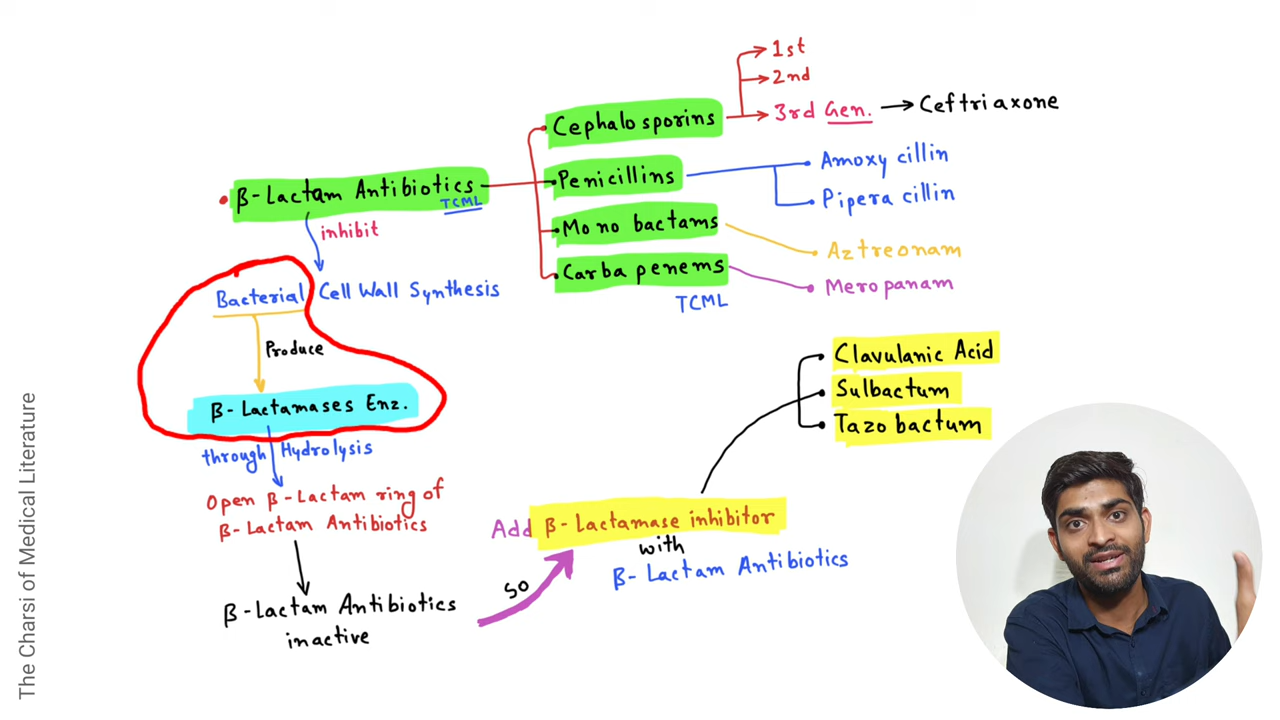 1st
2nd
3rd Gen. → Ceftriaxone
Cephalosporins
β-Lactam Antibiotics
TCML
Penicillins
Amoxycillin
Piperacillin
Mono bactams
Aztreonam
Carbapenems
Meropanam
TCML
inhibit
Bacterial Cell Wall Synthesis
Produce
β-Lactamases Enz.
through Hydrolysis
Open β-Lactam ring of
β-Lactam Antibiotics
β-Lactam Antibiotics
inactive
so
Add β-Lactamase inhibitor
with
β-Lactam Antibiotics
Clavulanic Acid
Sulbactum
Tazobactum
The Charsi of Medical Literature